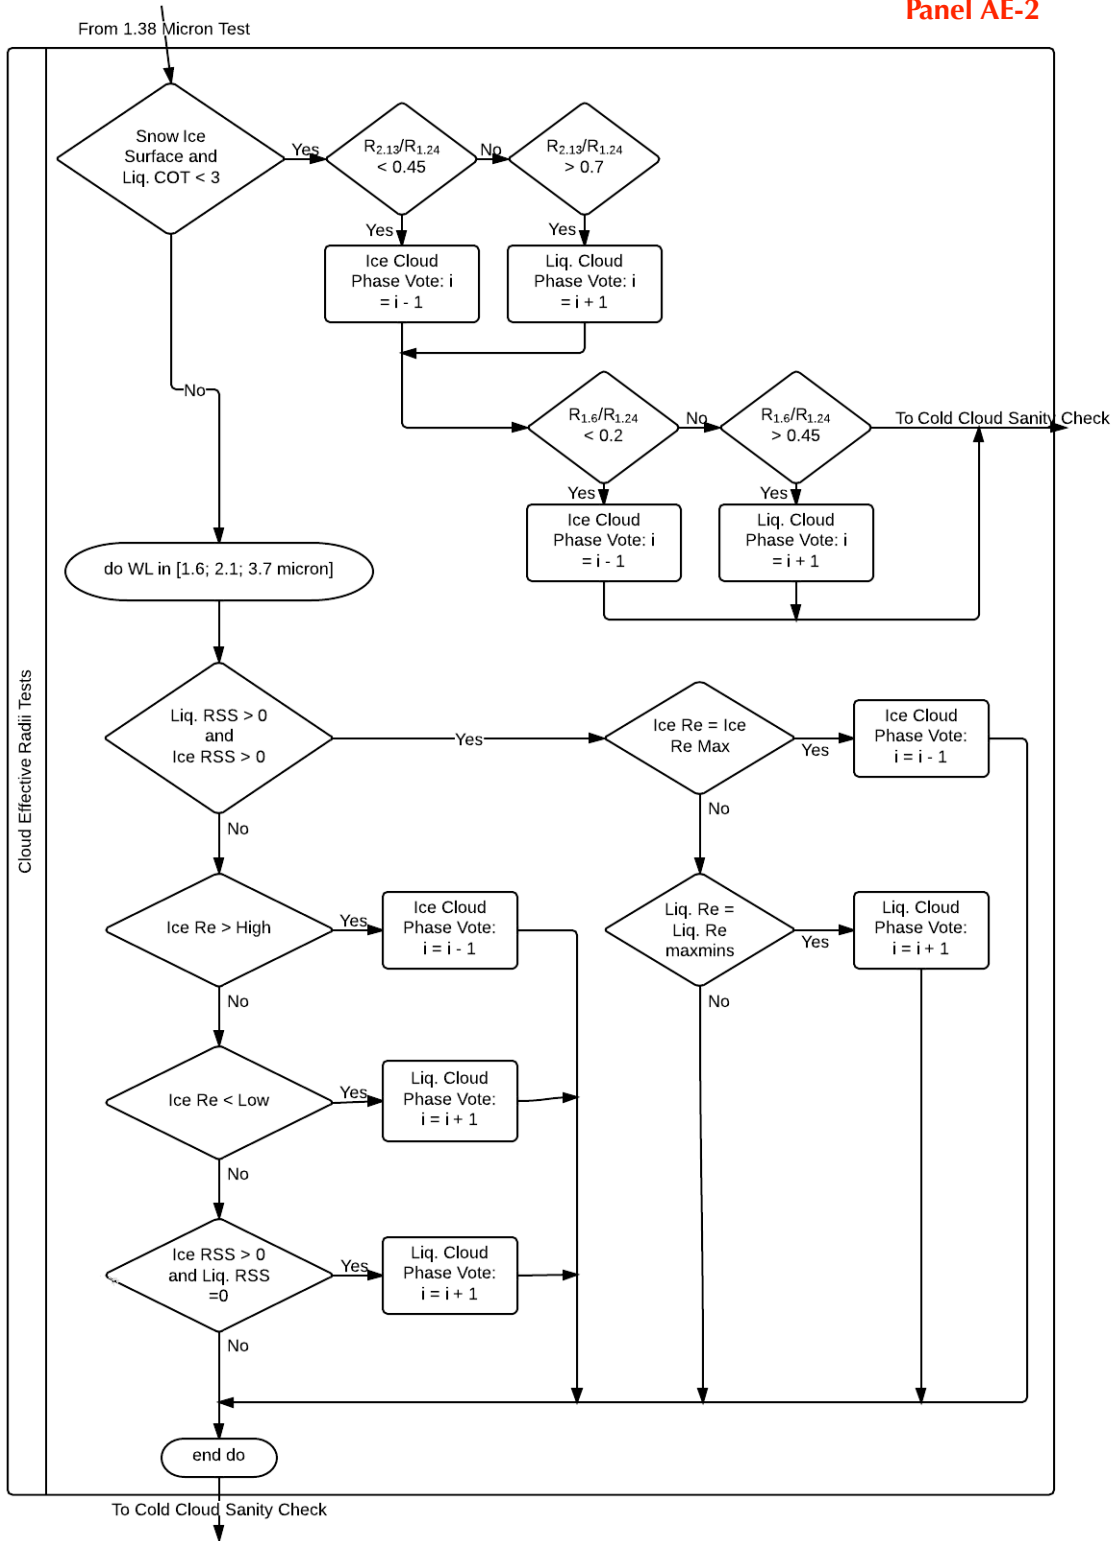 Panel AE-2
From 1.38 Micron Test
Snow Ice
Surface and
Liq. COT < 3
Yes
R2.13/R1.24
< 0.45
No
R2.13/R1.24
> 0.7
Yes
Yes
Ice Cloud
Phase Vote: i
= i - 1
Liq. Cloud
Phase Vote: i
= i + 1
No
R1.6/R1.24
< 0.2
No
R1.6/R1.24
> 0.45
To Cold Cloud Sanity Check
Yes
Yes
Ice Cloud
Phase Vote: i
= i - 1
Liq. Cloud
Phase Vote: i
= i + 1
do WL in [1.6; 2.1; 3.7 micron]
Cloud Effective Radii Tests
Liq. RSS > 0
and
Ice RSS > 0
Yes
Ice Re = Ice
Re Max
Yes
Ice Cloud
Phase Vote:
i = i - 1
No
No
Ice Re > High
Yes
Ice Cloud
Phase Vote:
i = i - 1
Liq. Re =
Liq. Re
maxmins
Yes
Liq. Cloud
Phase Vote:
i = i + 1
No
No
Ice Re < Low
Yes
Liq. Cloud
Phase Vote:
i = i + 1
No
Ice RSS > 0
and Liq. RSS
=0
Yes
Liq. Cloud
Phase Vote:
i = i + 1
No
end do
To Cold Cloud Sanity Check